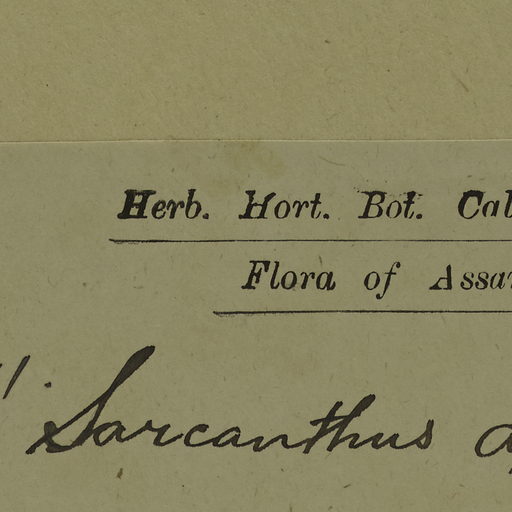 Herb. Hort. Bot. Cal
Flora of Assa
Sarcanthus